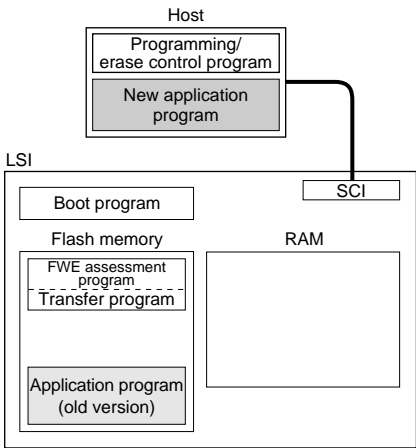 Host
Programming/
erase control program
New application
program
LSI
SCI
Boot program
Flash memory
RAM
FWE assessment
program
Transfer program
Application program
(old version)